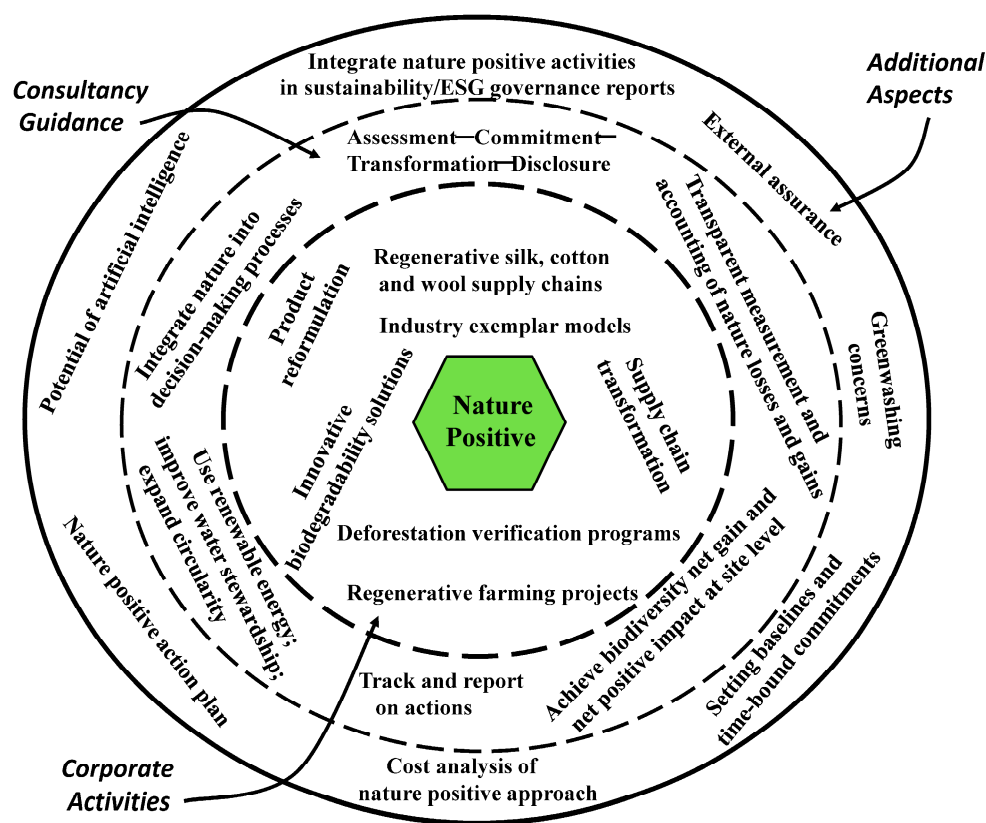 Integrate nature positive activities
in sustainability/ESG governance reports
Additional
Aspects
Consultancy
Guidance
External assurance
Assessment—Commitment—
Transformation—Disclosure
Potential of artificial intelligence
Integrate nature into
decision-making processes
Transparent measurement and
accounting of nature losses and gains
Product
reformulation
Regenerative silk, cotton
and wool supply chains
Industry exemplar models
Greenwashing
concerns
Innovative
biodegradability solutions
Nature
Positive
Supply chain
transformation
Use renewable energy;
improve water stewardship;
expand circularity
Deforestation verification programs
Regenerative farming projects
Achieve biodiversity net gain and
net positive impact at site level
Setting baselines and
time-bound commitments
Nature positive action plan
Track and report
on actions
Corporate
Activities
Cost analysis of
nature positive approach